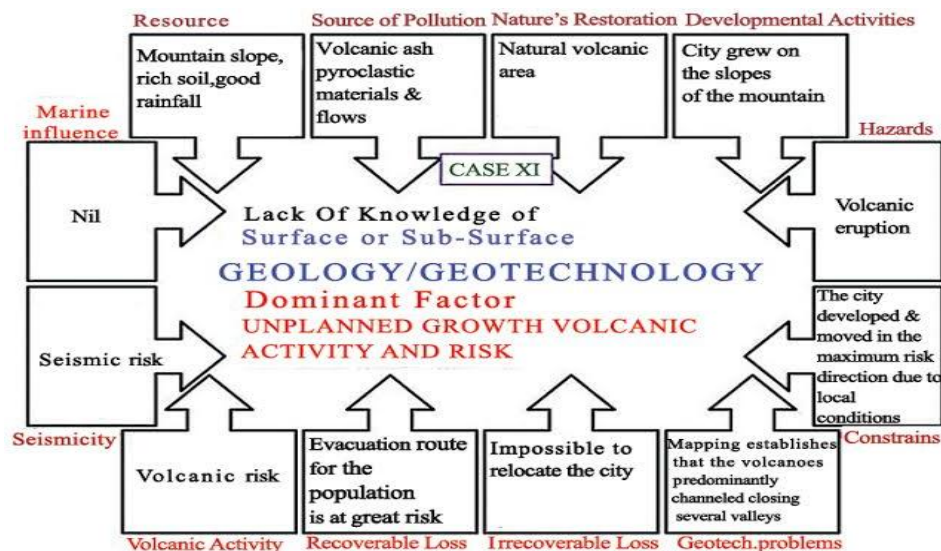 Resource
Source of Pollution
Nature's Restoration
Developmental Activities
Mountain slope,
rich soil,good
rainfall
Volcanic ash
pyroclastic
materials &
flows
Natural volcanic
area
City grew on
the slopes
of the mountain
Marine
influence
Nil
Hazards
Volcanic
eruption
CASE XI
Lack Of Knowledge of
Surface or Sub-Surface
GEOLOGY/GEOTECHNOLOGY
Dominant Factor
UNPLANNED GROWTH VOLCANIC
ACTIVITY AND RISK
Seismic risk
Seismicity
The city
developed &
moved in the
maximum risk
direction due to
local
conditions
Constrains
Volcanic risk
Evacuation route
for the
population
is at great risk
Impossible to
relocate the city
Mapping establishes
that the volcanoes
predominantly
channeled closing
several valleys
Volcanic Activity
Recoverable Loss
Irrecoverable Loss
Geotech.problems